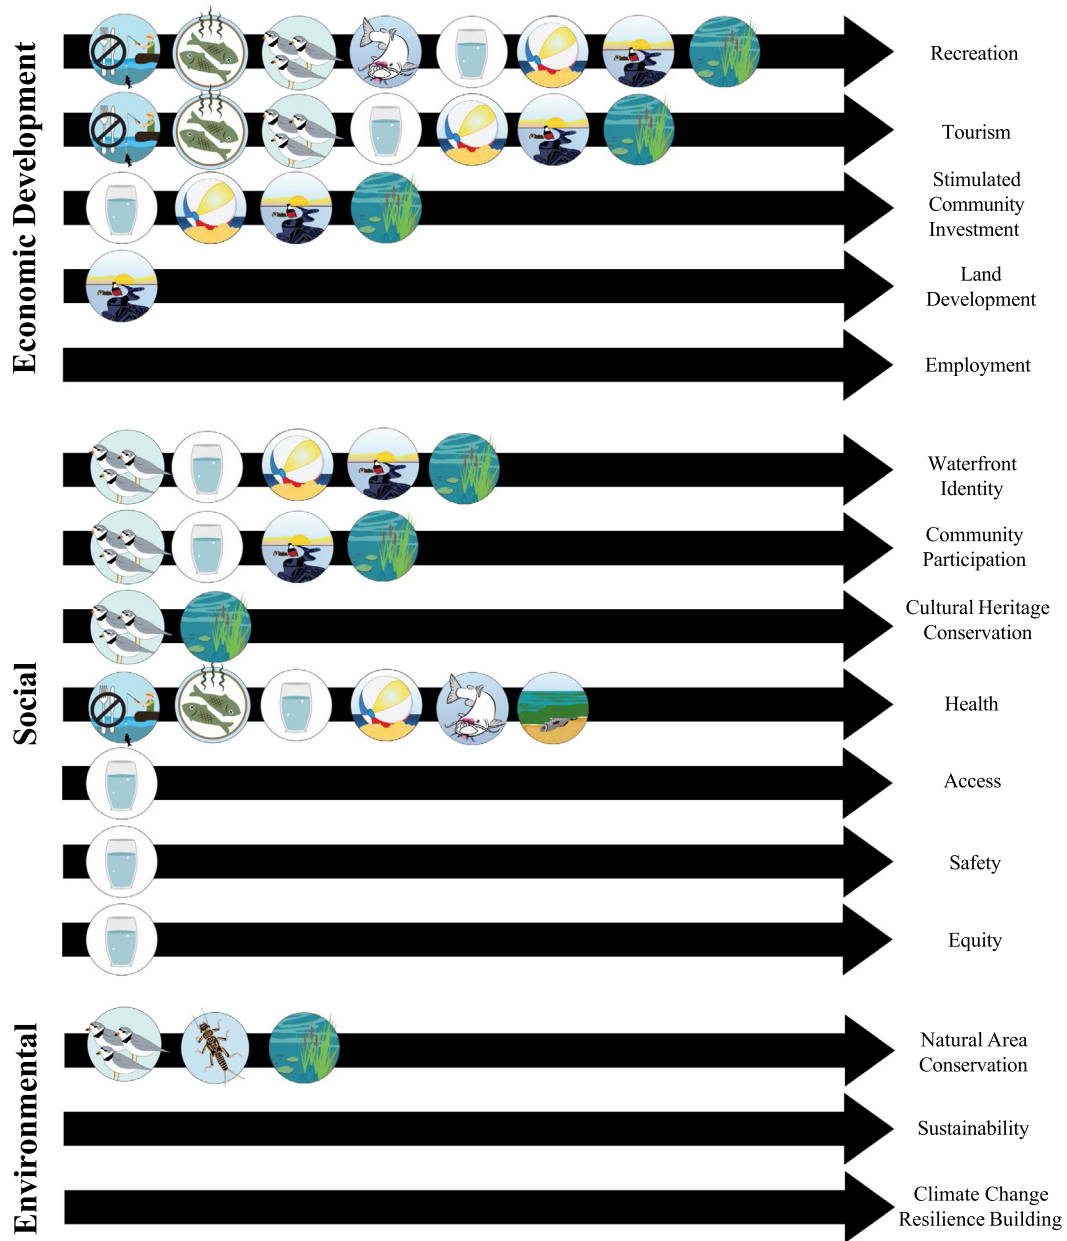 Economic Development
Recreation
Tourism
Stimulated
Community
Investment
Land
Development
Employment
Social
Waterfront
Identity
Community
Participation
Cultural Heritage
Conservation
Health
Access
Safety
Equity
Environmental
Natural Area
Conservation
Sustainability
Climate Change
Resilience Building